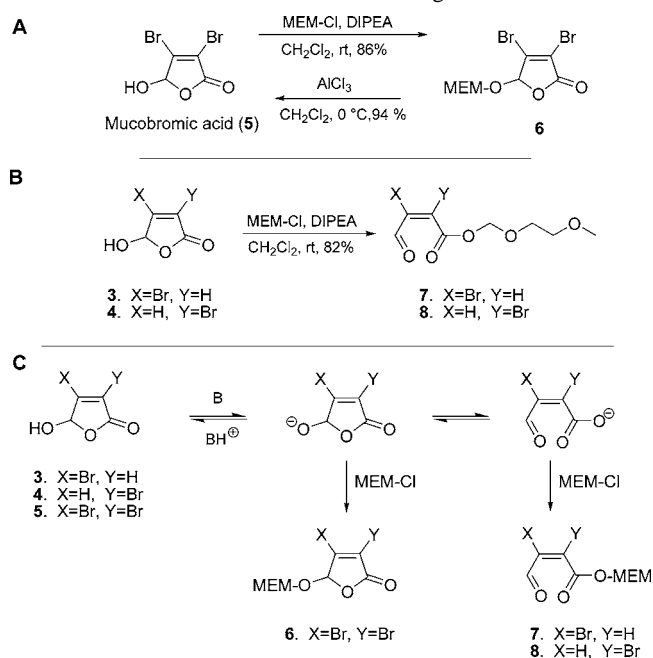 A
Br Br
HO O O
Mucobromic acid (5)
MEM-Cl, DIPEA
CH2Cl2, rt, 86%
AlCl3
CH2Cl2, 0 °C,94 %
Br Br
MEM-O O O
6
B
X Y
HO O O
3. X=Br, Y=H
4. X=H, Y=Br
MEM-Cl, DIPEA
CH2Cl2, rt, 82%
X Y
O O O O O
7. X=Br, Y=H
8. X=H, Y=Br
C
X Y
HO O O
3. X=Br, Y=H
4. X=H, Y=Br
5. X=Br, Y=Br
B
BH⊕
X Y
⊖O O O
X Y
O O O⊖
MEM-Cl
MEM-Cl
X Y
MEM-O O O
6. X=Br, Y=Br
X Y
O O O-MEM
7. X=Br, Y=H
8. X=H, Y=Br